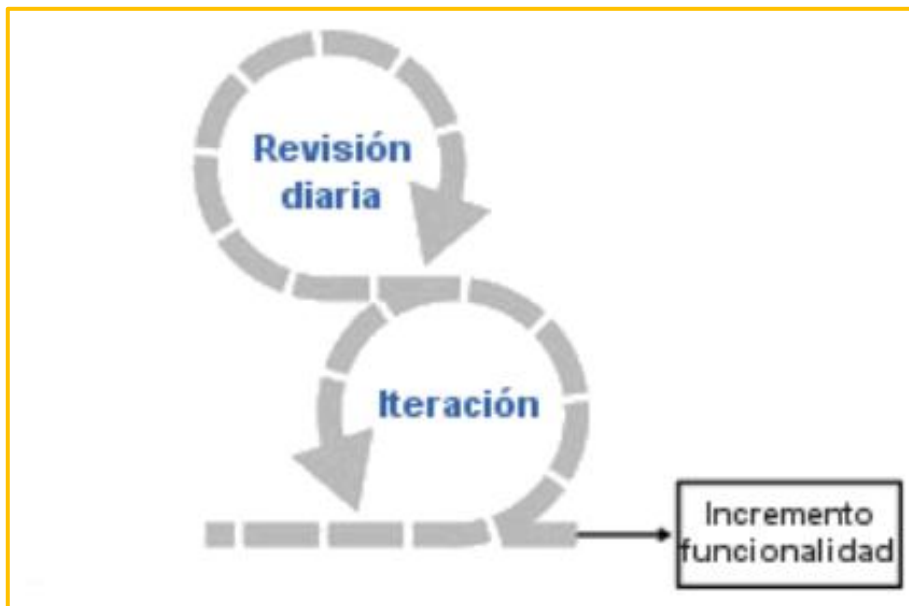 Revisión
diaria
Iteración
Incremento
funcionalidad